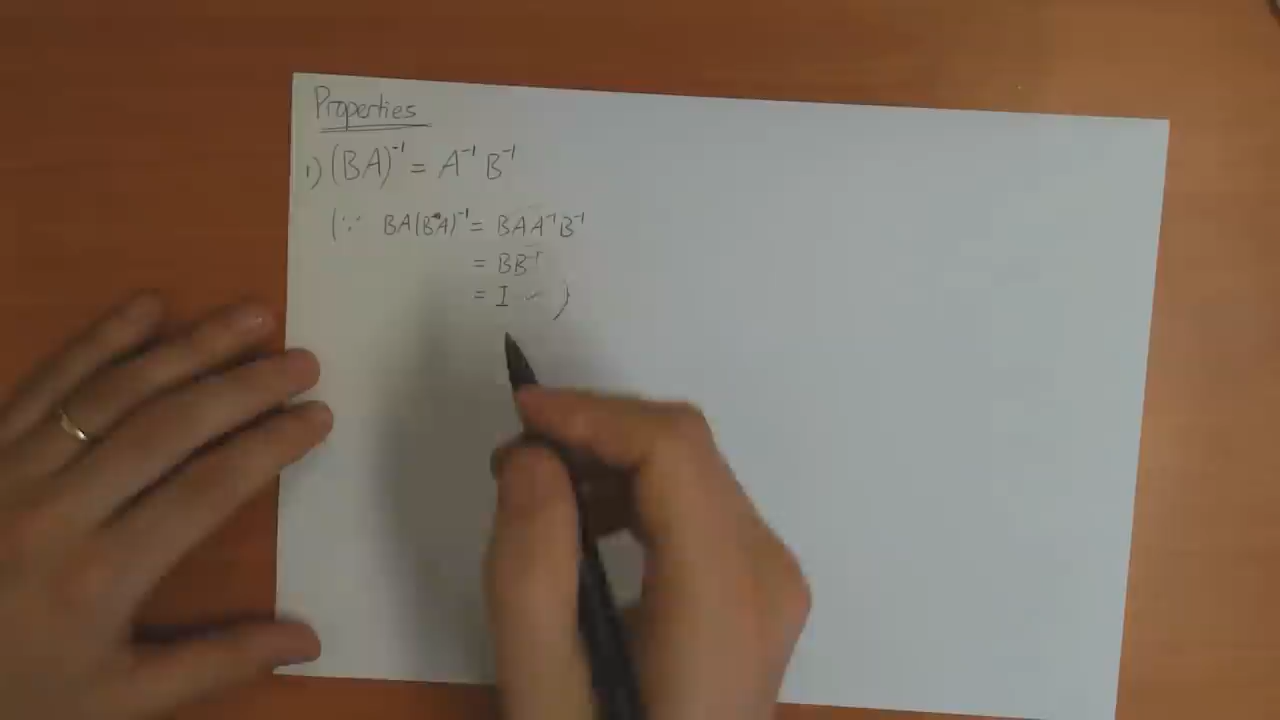 Properties
1) (BA)⁻¹ = A⁻¹ B⁻¹
(∵ BA(BA)⁻¹ = BAA⁻¹B⁻¹
= BB⁻¹
= I ✓ )